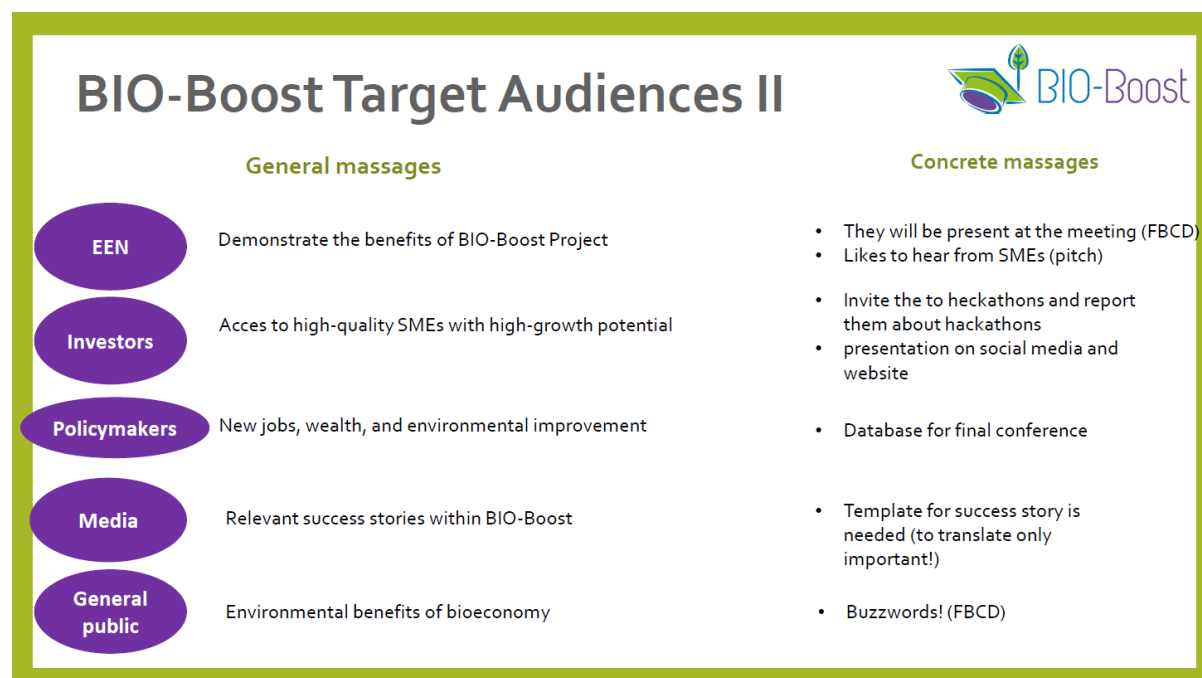 BIO-Boost Target Audiences II
BIO-Boost
General massages
Concrete massages
EEN
Demonstrate the benefits of BIO-Boost Project
• They will be present at the meeting (FBCD)
• Likes to hear from SMEs (pitch)
Investors
Acces to high-quality SMEs with high-growth potential
• Invite the to heckathons and report
them about hackathons
• presentation on social media and
website
Policymakers
New jobs, wealth, and environmental improvement
• Database for final conference
Media
Relevant success stories within BIO-Boost
• Template for success story is
needed (to translate only
important!)
General
public
Environmental benefits of bioeconomy
• Buzzwords! (FBCD)